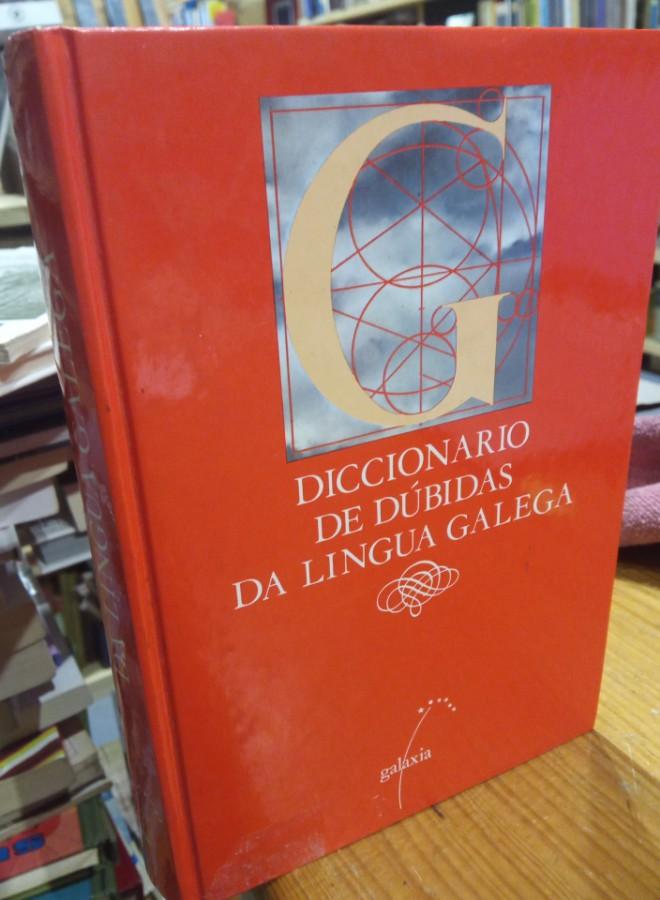 G
DICCIONARIO
DE DÚBIDAS
DA LINGUA GALEGA
galaxia